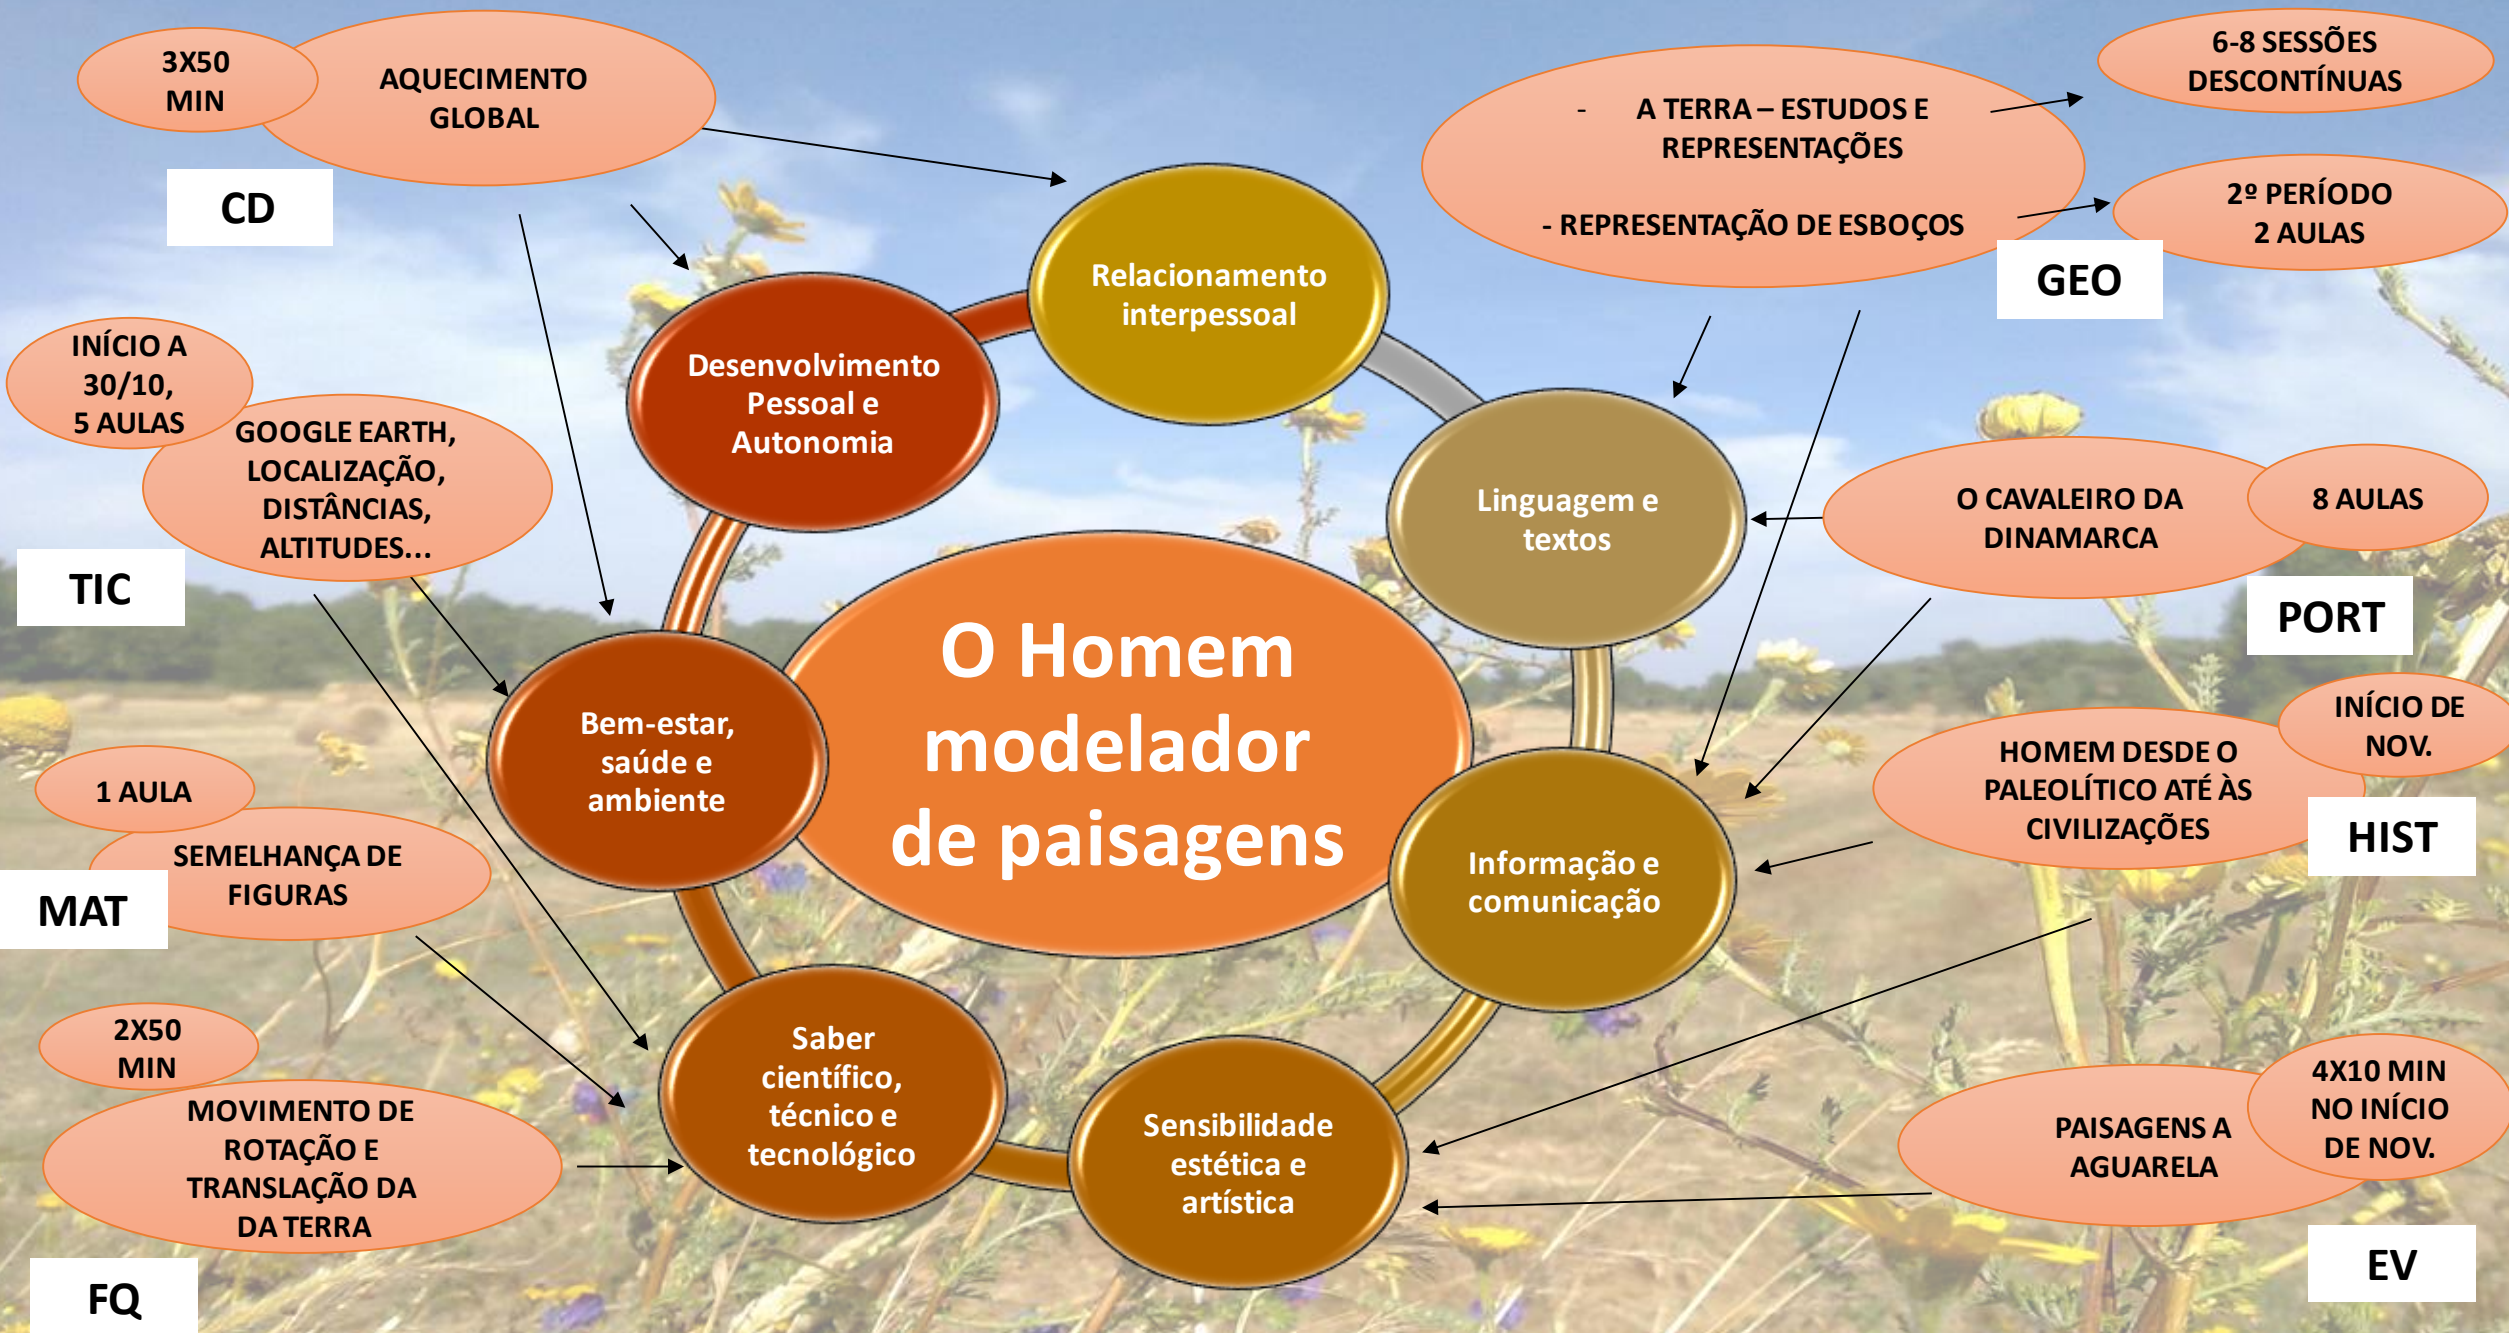 3X50
MIN
AQUECIMENTO
GLOBAL
CD
- A TERRA – ESTUDOS E
REPRESENTAÇÕES
- REPRESENTAÇÃO DE ESBOÇOS
6-8 SESSÕES
DESCONTÍNUAS
2º PERÍODO
2 AULAS
GEO
Relacionamento
interpessoal
Desenvolvimento
Pessoal e
Autonomia
INÍCIO A
30/10,
5 AULAS
GOOGLE EARTH,
LOCALIZAÇÃO,
DISTÂNCIAS,
ALTITUDES...
TIC
Linguagem e
textos
O CAVALEIRO DA
DINAMARCA
8 AULAS
PORT
O Homem
modelador
de paisagens
Bem-estar,
saúde e
ambiente
INÍCIO DE
NOV.
HOMEM DESDE O
PALEOLÍTICO ATÉ ÀS
CIVILIZAÇÕES
HIST
1 AULA
SEMELHANÇA DE
FIGURAS
MAT
Informação e
comunicação
2X50
MIN
MOVIMENTO DE
ROTAÇÃO E
TRANSLAÇÃO DA
DA TERRA
FQ
Saber
científico,
técnico e
tecnológico
Sensibilidade
estética e
artística
4X10 MIN
NO INÍCIO
DE NOV.
PAISAGENS A
AGUARELA
EV